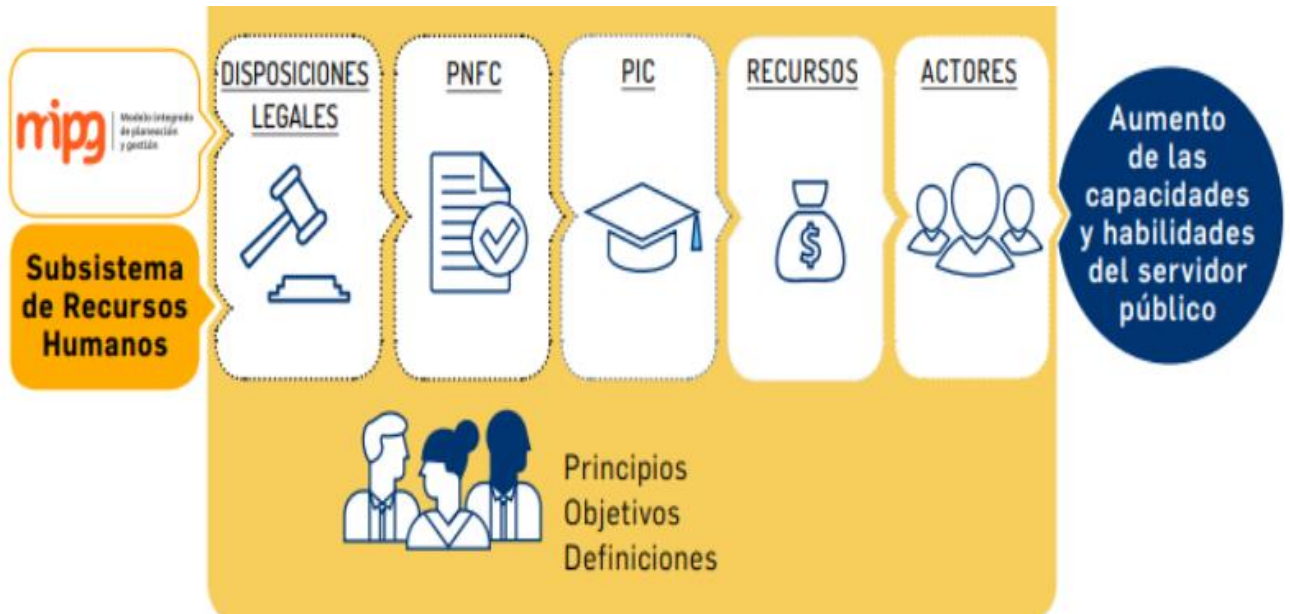 mipg
Modelo integrado
de planeación
y gestión
Subsistema
de Recursos
Humanos
DISPOSICIONES
LEGALES
PNFC
PIC
RECURSOS
$
ACTORES
Aumento
de las
capacidades
y habilidades
del servidor
público
Principios
Objetivos
Definiciones